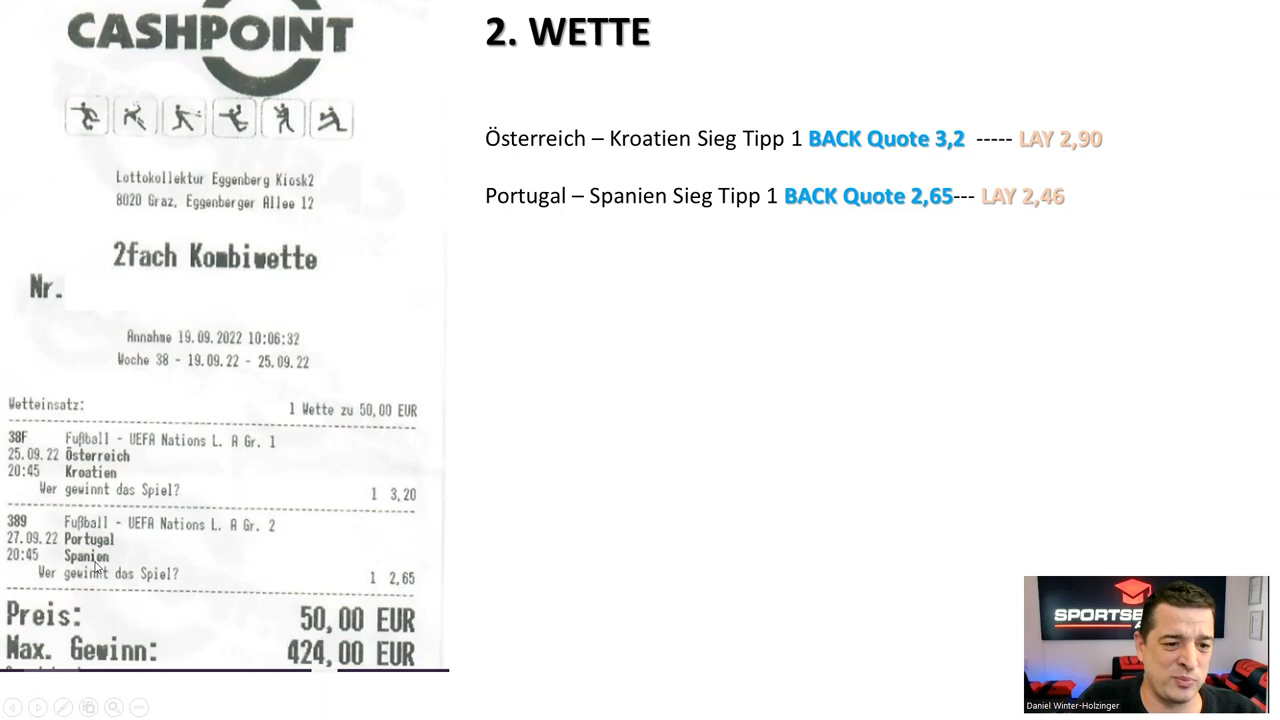 CASHPOINT
Lottokollektur Eggenberg Kiosk2
8020 Graz, Eggenberger Allee 12
2fach Kombiwette
Nr.
Annahme 19.09.2022 10:06:32
Woche 38 - 19.09.22 - 25.09.22
Wetteinsatz: 1 Wette zu 50,00 EUR
38F Fußball - UEFA Nations L. A Gr. 1
25.09.22 Österreich
20:45 Kroatien
Wer gewinnt das Spiel? 1 3,20
389 Fußball - UEFA Nations L. A Gr. 2
27.09.22 Portugal
20:45 Spanien
Wer gewinnt das Spiel? 1 2,65
Preis: 50,00 EUR
Max. Gewinn: 424,00 EUR
2. WETTE
Österreich – Kroatien Sieg Tipp 1 BACK Quote 3,2 ----- LAY 2,90
Portugal – Spanien Sieg Tipp 1 BACK Quote 2,65--- LAY 2,46
Daniel Winter-Holzinger